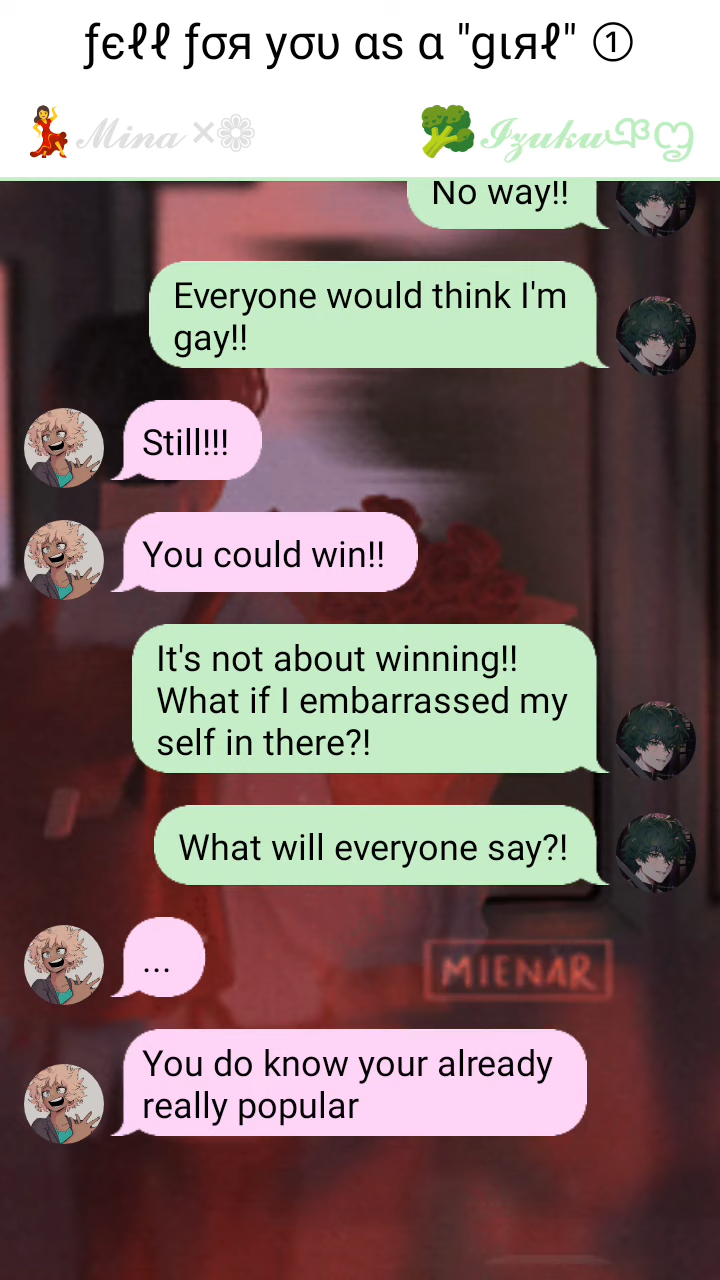 ƒєℓℓ ƒσя уσυ αѕ α "gιяℓ" ①
💃ℳ𝒾𝓃𝒶 ×❁
🥦𝓘𝔃𝓾𝓴𝓾
No way!!
Everyone would think I'm
gay!!
Still!!!
You could win!!
It's not about winning!!
What if I embarrassed my
self in there?!
What will everyone say?!
...
MIENAR
You do know your already
really popular